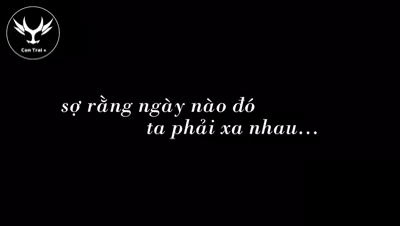 Con Trai +
sợ rằng ngày nào đó
ta phải xa nhau...